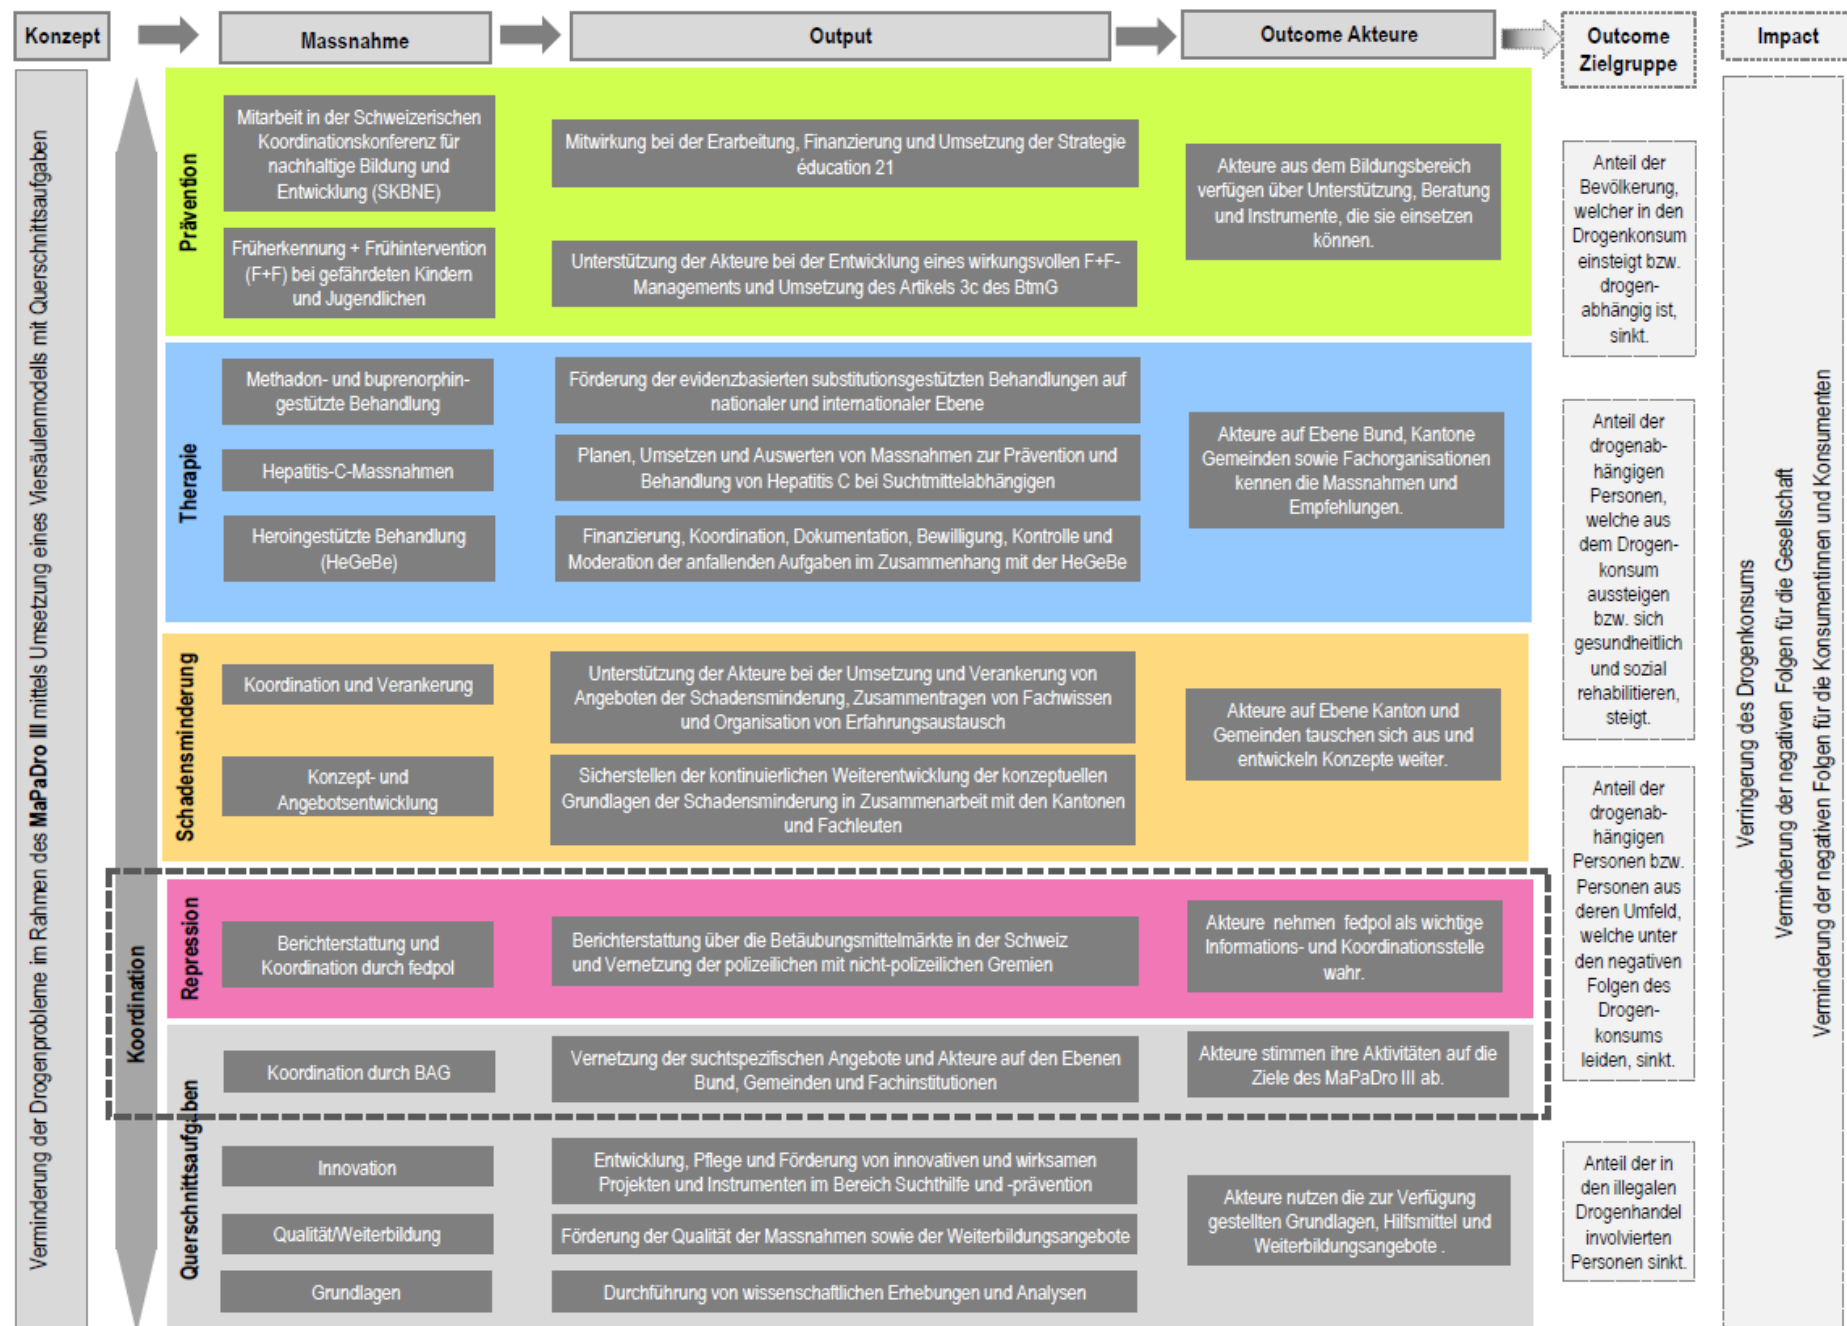 Konzept
Massnahme
Output
Outcome Akteure
Outcome
Zielgruppe
Impact
Verminderung der Drogenprobleme im Rahmen des MaPaDro III mittels Umsetzung eines Viersäulenmodells mit Querschnittsaufgaben
Koordination
Prävention
Mitarbeit in der Schweizerischen
Koordinationskonferenz für
nachhaltige Bildung und
Entwicklung (SKBNE)
Mitwirkung bei der Erarbeitung, Finanzierung und Umsetzung der Strategie
éducation 21
Früherkennung + Frühintervention
(F+F) bei gefährdeten Kindern
und Jugendlichen
Unterstützung der Akteure bei der Entwicklung eines wirkungsvollen F+F-
Managements und Umsetzung des Artikels 3c des BtmG
Akteure aus dem Bildungsbereich
verfügen über Unterstützung, Beratung
und Instrumente, die sie einsetzen
können.
Therapie
Methadon- und buprenorphin-
gestützte Behandlung
Förderung der evidenzbasierten substitutionsgestützten Behandlungen auf
nationaler und internationaler Ebene
Hepatitis-C-Massnahmen
Planen, Umsetzen und Auswerten von Massnahmen zur Prävention und
Behandlung von Hepatitis C bei Suchtmittelabhängigen
Heroingestützte Behandlung
(HeGeBe)
Finanzierung, Koordination, Dokumentation, Bewilligung, Kontrolle und
Moderation der anfallenden Aufgaben im Zusammenhang mit der HeGeBe
Akteure auf Ebene Bund, Kantone
Gemeinden sowie Fachorganisationen
kennen die Massnahmen und
Empfehlungen.
Schadensminderung
Koordination und Verankerung
Unterstützung der Akteure bei der Umsetzung und Verankerung von
Angeboten der Schadensminderung, Zusammentragen von Fachwissen
und Organisation von Erfahrungsaustausch
Konzept- und
Angebotsentwicklung
Sicherstellen der kontinuierlichen Weiterentwicklung der konzeptuellen
Grundlagen der Schadensminderung in Zusammenarbeit mit den Kantonen
und Fachleuten
Akteure auf Ebene Kanton und
Gemeinden tauschen sich aus und
entwickeln Konzepte weiter.
Repression
Berichterstattung und
Koordination durch fedpol
Berichterstattung über die Betäubungsmittelmärkte in der Schweiz
und Vernetzung der polizeilichen mit nicht-polizeilichen Gremien
Akteure nehmen fedpol als wichtige
Informations- und Koordinationsstelle
wahr.
Querschnittsaufgaben
Koordination durch BAG
Vernetzung der suchtspezifischen Angebote und Akteure auf den Ebenen
Bund, Gemeinden und Fachinstitutionen
Akteure stimmen ihre Aktivitäten auf die
Ziele des MaPaDro III ab.
Innovation
Entwicklung, Pflege und Förderung von innovativen und wirksamen
Projekten und Instrumenten im Bereich Suchthilfe und -prävention
Qualität/Weiterbildung
Förderung der Qualität der Massnahmen sowie der Weiterbildungsangebote
Grundlagen
Durchführung von wissenschaftlichen Erhebungen und Analysen
Akteure nutzen die zur Verfügung
gestellten Grundlagen, Hilfsmittel und
Weiterbildungsangebote .
Anteil der
Bevölkerung,
welcher in den
Drogenkonsum
einsteigt bzw.
drogen-
abhängig ist,
sinkt.
Anteil der
drogenab-
hängigen
Personen,
welche aus
dem Drogen-
konsum
aussteigen
bzw. sich
gesundheitlich
und sozial
rehabilitieren,
steigt.
Anteil der
drogenab-
hängigen
Personen bzw.
Personen aus
deren Umfeld,
welche unter
den negativen
Folgen des
Drogen-
konsums
leiden, sinkt.
Anteil der in
den illegalen
Drogenhandel
involvierten
Personen sinkt.
Verringerung des Drogenkonsums
Verminderung der negativen Folgen für die Gesellschaft
Verminderung der negativen Folgen für die Konsumentinnen und Konsumenten